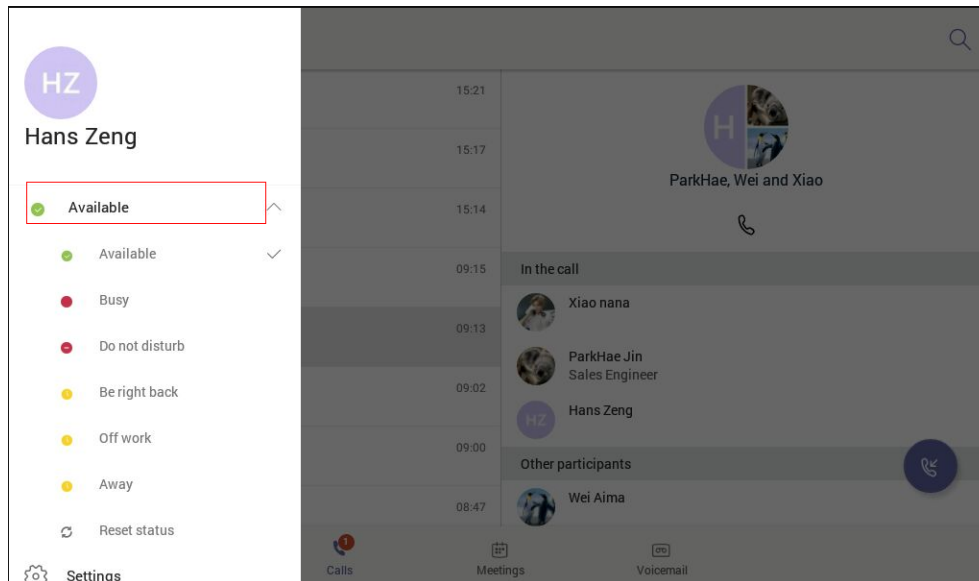 HZ
Hans Zeng
Available
Available
Busy
Do not disturb
Be right back
Off work
Away
Reset status
Settings
15:21
15:17
15:14
09:15
09:13
09:02
09:00
08:47
H
ParkHae, Wei and Xiao
In the call
Xiao nana
ParkHae Jin
Sales Engineer
HZ
Hans Zeng
Other participants
Wei Aima
1
Calls
Meetings
Voicemail